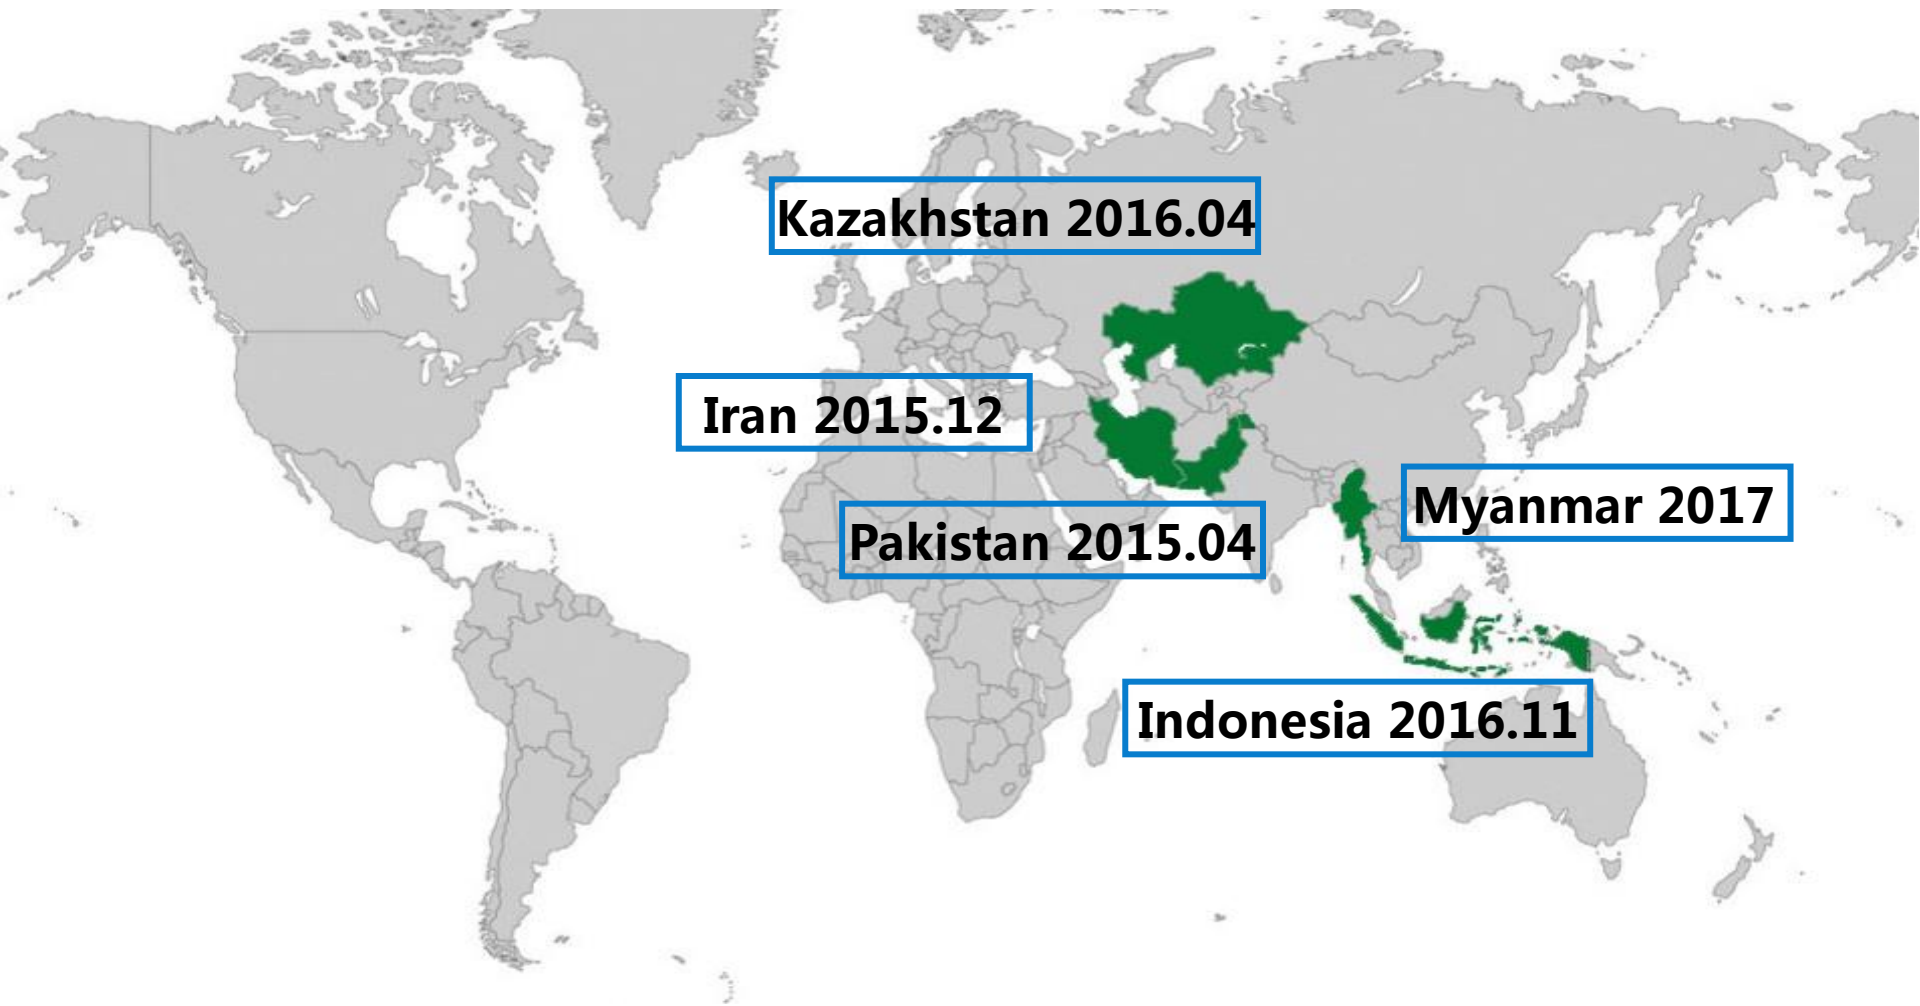 Kazakhstan 2016.04
Iran 2015.12
Myanmar 2017
Pakistan 2015.04
Indonesia 2016.11